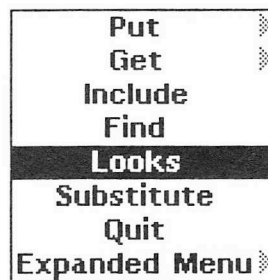 Put
Get
Include
Find
Looks
Substitute
Quit
Expanded Menu